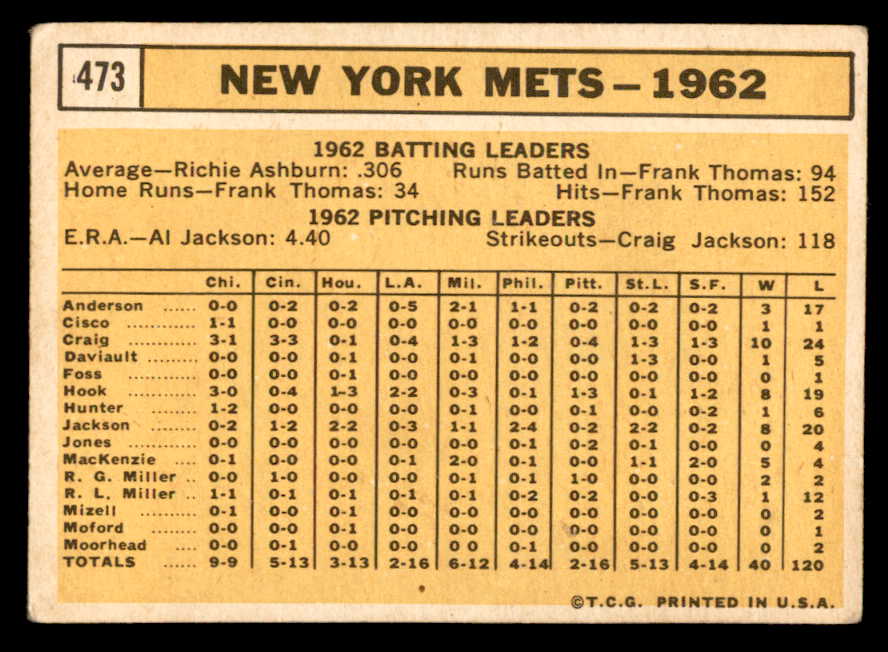 473
NEW YORK METS – 1962
1962 BATTING LEADERS
Average—Richie Ashburn: .306 Runs Batted In—Frank Thomas: 94
Home Runs—Frank Thomas: 34 Hits—Frank Thomas: 152
1962 PITCHING LEADERS
E.R.A.—Al Jackson: 4.40 Strikeouts—Craig Jackson: 118
Chi. Cin. Hou. L.A. Mil. Phil. Pitt. St.L. S.F. W L
Anderson ...... 0-0 0-2 0-2 0-5 2-1 1-1 0-2 0-2 0-2 3 17
Cisco ............ 1-1 0-0 0-0 0-0 0-0 0-0 0-0 0-0 0-0 1 1
Craig ............ 3-1 3-3 0-1 0-4 1-3 1-2 0-4 1-3 1-3 10 24
Daviault ......... 0-0 0-0 0-1 0-0 0-1 0-0 0-0 1-3 0-0 1 5
Foss ............ 0-0 0-0 0-1 0-0 0-0 0-0 0-0 0-0 0-0 0 1
Hook ............ 3-0 0-4 1-3 2-2 0-3 0-1 1-3 0-1 1-2 8 19
Hunter ......... 1-2 0-0 0-0 0-0 0-1 0-0 0-1 0-0 0-2 1 6
Jackson ......... 0-2 1-2 2-2 0-3 1-1 2-4 0-2 2-2 0-2 8 20
Jones ............ 0-0 0-0 0-0 0-0 0-0 0-1 0-2 0-1 0-0 0 4
MacKenzie .... 0-1 0-0 0-0 0-1 2-0 0-1 0-0 1-1 2-0 5 4
R. G. Miller .. 0-0 1-0 0-0 0-0 0-1 0-1 1-0 0-0 0-0 2 2
R. L. Miller .. 1-1 0-1 0-1 0-1 0-1 0-2 0-2 0-0 0-3 1 12
Mizell ......... 0-1 0-0 0-1 0-0 0-0 0-0 0-0 0-0 0-0 0 2
Moford ......... 0-0 0-0 0-1 0-0 0-0 0-0 0-0 0-0 0-0 0 1
Moorhead .... 0-0 0-1 0-0 0-0 0 0 0-1 0-0 0-0 0-0 0 2
TOTALS ...... 9-9 5-13 3-13 2-16 6-12 4-14 2-16 5-13 4-14 40 120
©T.C.G. PRINTED IN U.S.A.